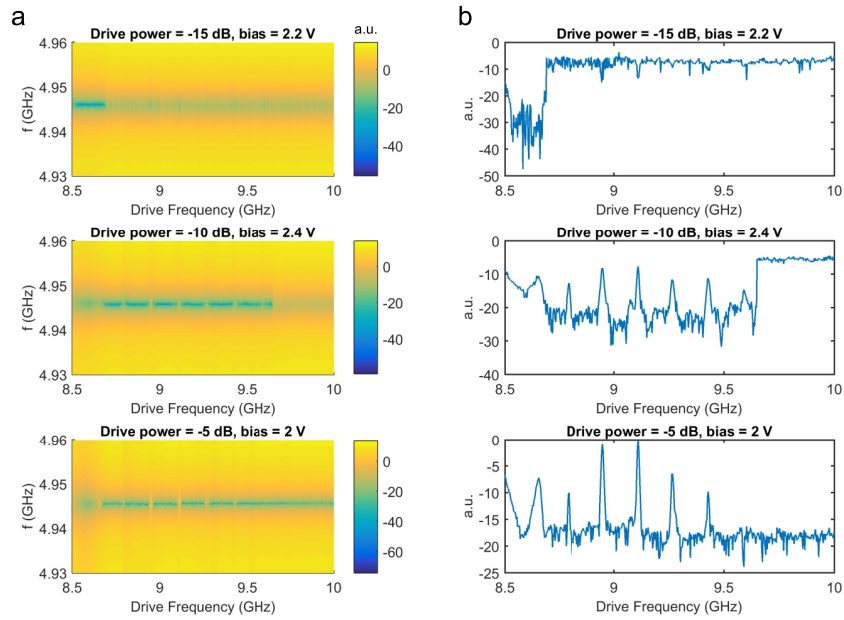 a
b
Drive power = -15 dB, bias = 2.2 V
a.u.
4.96
4.95
4.94
4.93
f (GHz)
8.5 9 9.5 10
Drive Frequency (GHz)
0
-20
-40
Drive power = -15 dB, bias = 2.2 V
0
-10
-20
-30
-40
-50
a.u.
8.5 9 9.5 10
Drive Frequency (GHz)
Drive power = -10 dB, bias = 2.4 V
4.96
4.95
4.94
4.93
f (GHz)
8.5 9 9.5 10
Drive Frequency (GHz)
0
-20
-40
Drive power = -10 dB, bias = 2.4 V
0
-10
-20
-30
-40
a.u.
8.5 9 9.5 10
Drive Frequency (GHz)
Drive power = -5 dB, bias = 2 V
4.96
4.95
4.94
4.93
f (GHz)
8.5 9 9.5 10
Drive Frequency (GHz)
0
-20
-40
-60
Drive power = -5 dB, bias = 2 V
0
-5
-10
-15
-20
-25
a.u.
8.5 9 9.5 10
Drive Frequency (GHz)